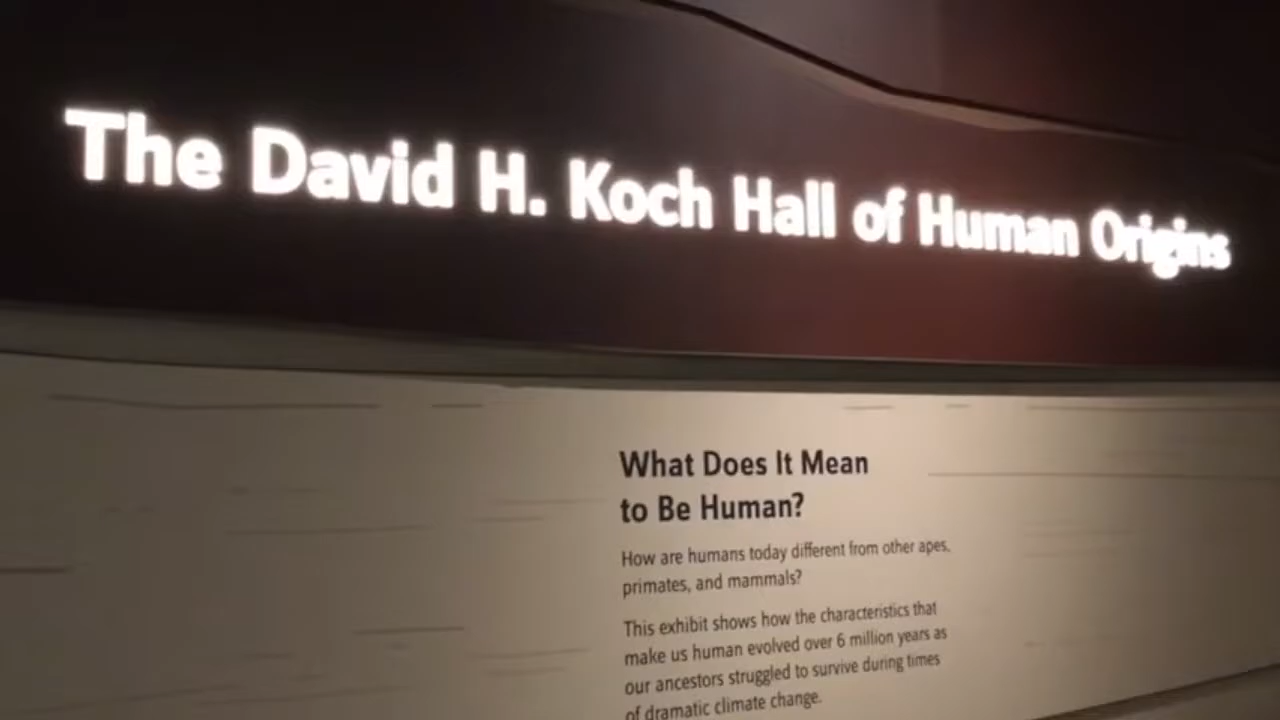 The David H. Koch Hall of Human Origins
What Does It Mean
to Be Human?
How are humans today different from other apes,
primates, and mammals?
This exhibit shows how the characteristics that
make us human evolved over 6 million years as
our ancestors struggled to survive during times
of dramatic climate change.